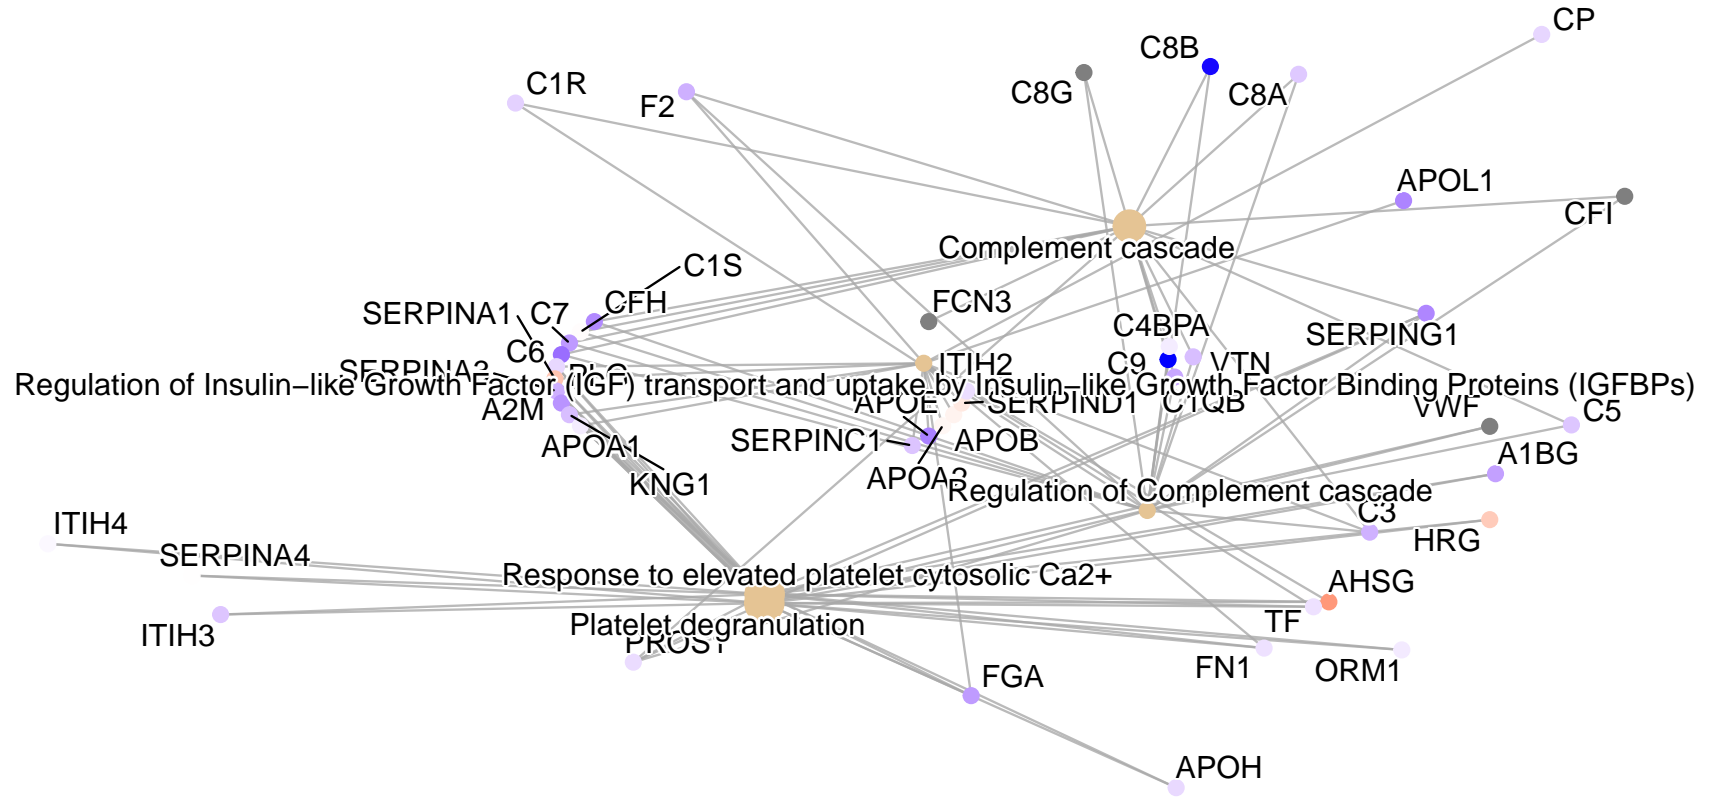 CP
C8B
C1R
C8G
C8A
F2
APOL1
CFI
Complement cascade
C1S
CFH
FCN3
SERPINA1
C7
C4BPA
SERPING1
C6
ITIH2
C9
VTN
Regulation of Insulin−like Growth Factor (IGF) transport and uptake by Insulin−like Growth Factor Binding Proteins (IGFBPs)
A2M
APOE
SERPIND1
C1QB
VWF
C5
APOA1
SERPINC1
APOB
A1BG
KNG1
Regulation of Complement cascade
C3
ITIH4
HRG
SERPINA4
Response to elevated platelet cytosolic Ca2+
AHSG
ITIH3
Platelet degranulation
TF
PROS1
FN1
ORM1
FGA
APOH